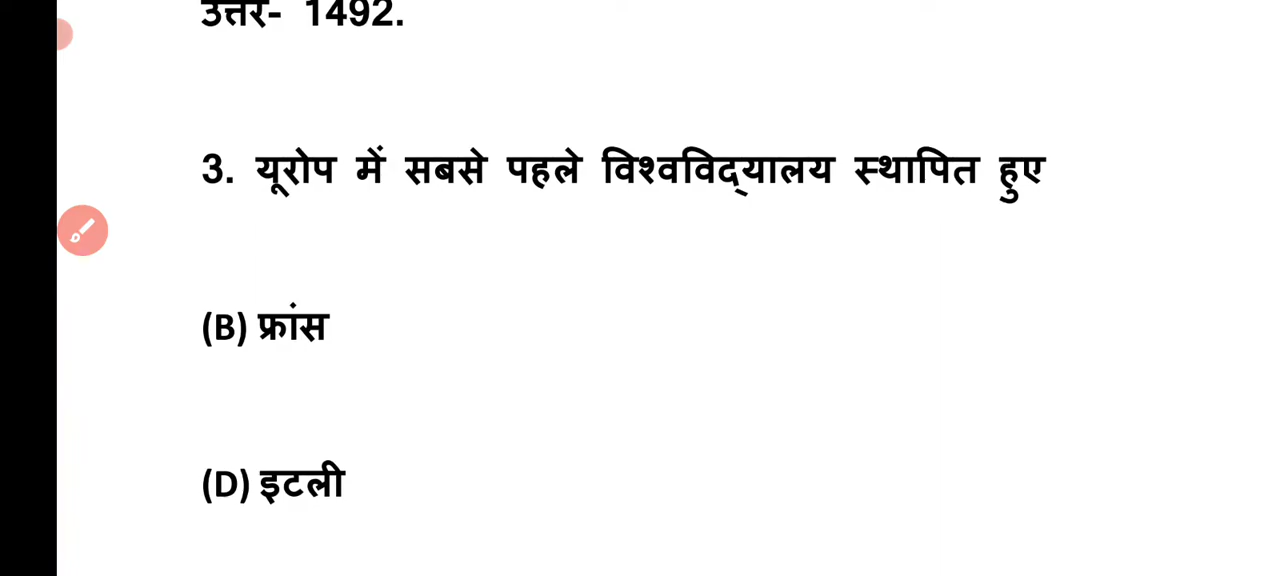 उत्तर- 1492.
3. यूरोप में सबसे पहले विश्वविद्यालय स्थापित हुए
(B) फ्रांस
(D) इटली